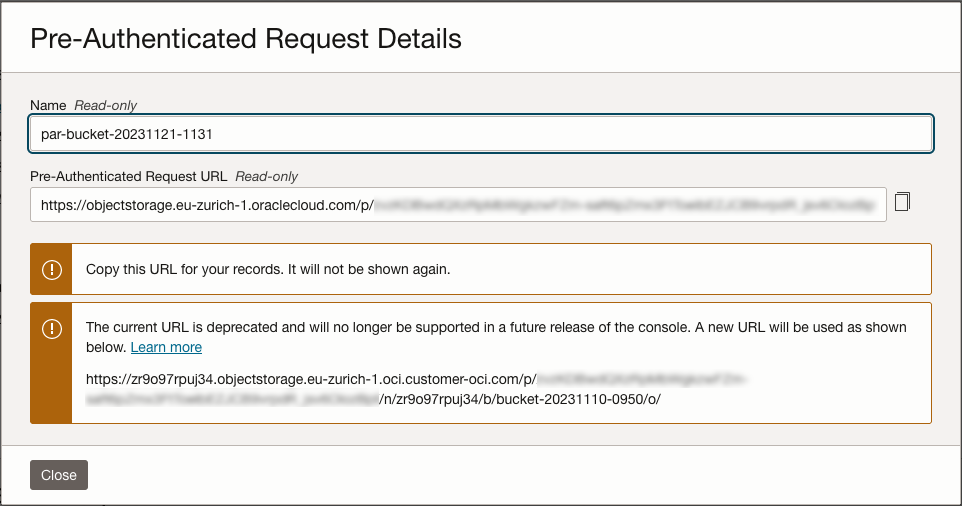 Pre-Authenticated Request Details
Name Read-only
par-bucket-20231121-1131
Pre-Authenticated Request URL Read-only
https://objectstorage.eu-zurich-1.oraclecloud.com/p/
Copy this URL for your records. It will not be shown again.
The current URL is deprecated and will no longer be supported in a future release of the console. A new URL will be used as shown
below. Learn more
https://zr9o97rpuj34.objectstorage.eu-zurich-1.oci.customer-oci.com/p/
/n/zr9o97rpuj34/b/bucket-20231110-0950/o/
Close